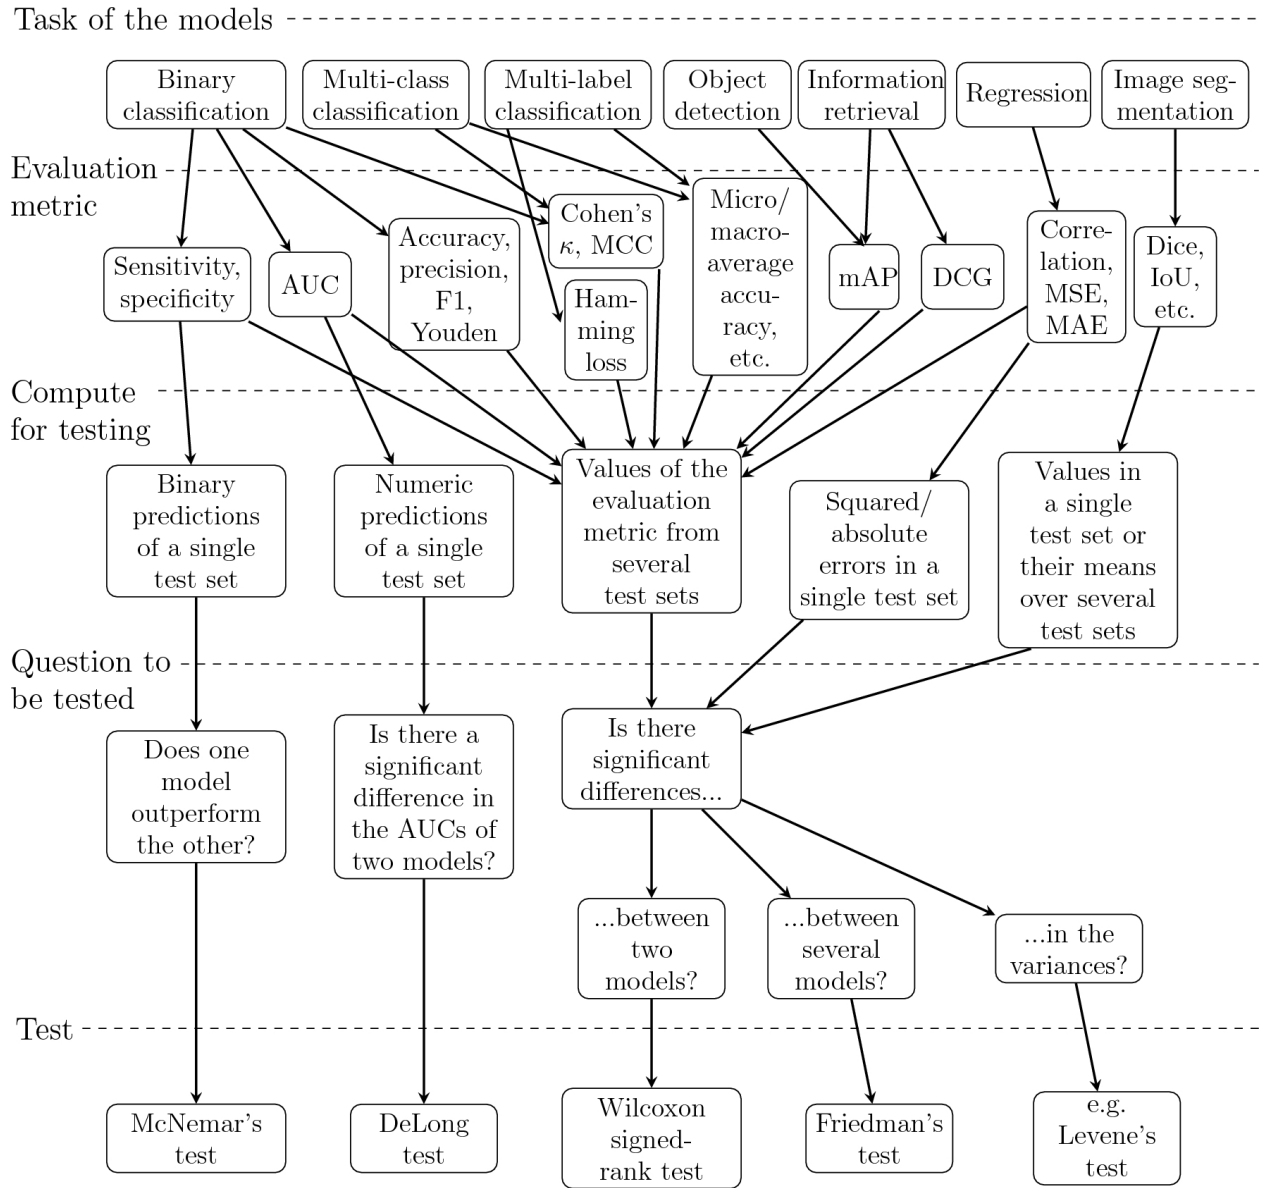 Task of the models
Binary
classification
Multi-class
classification
Multi-label
classification
Object
detection
Information
retrieval
Regression
Image seg-
mentation
Evaluation
metric
Sensitivity,
specificity
AUC
Accuracy,
precision,
F1,
Youden
Cohen's
κ, MCC
Ham-
ming
loss
Micro/
macro-
average
accu-
racy,
etc.
mAP
DCG
Corre-
lation,
MSE,
MAE
Dice,
IoU,
etc.
Compute
for testing
Binary
predictions
of a single
test set
Numeric
predictions
of a single
test set
Values of the
evaluation
metric from
several
test sets
Squared/
absolute
errors in a
single test set
Values in
a single
test set or
their means
over several
test sets
Question to
be tested
Does one
model
outperform
the other?
Is there a
significant
difference in
the AUCs of
two models?
Is there
significant
differences...
...between
two
models?
...between
several
models?
...in the
variances?
Test
McNemar's
test
DeLong
test
Wilcoxon
signed-
rank test
Friedman's
test
e.g.
Levene's
test